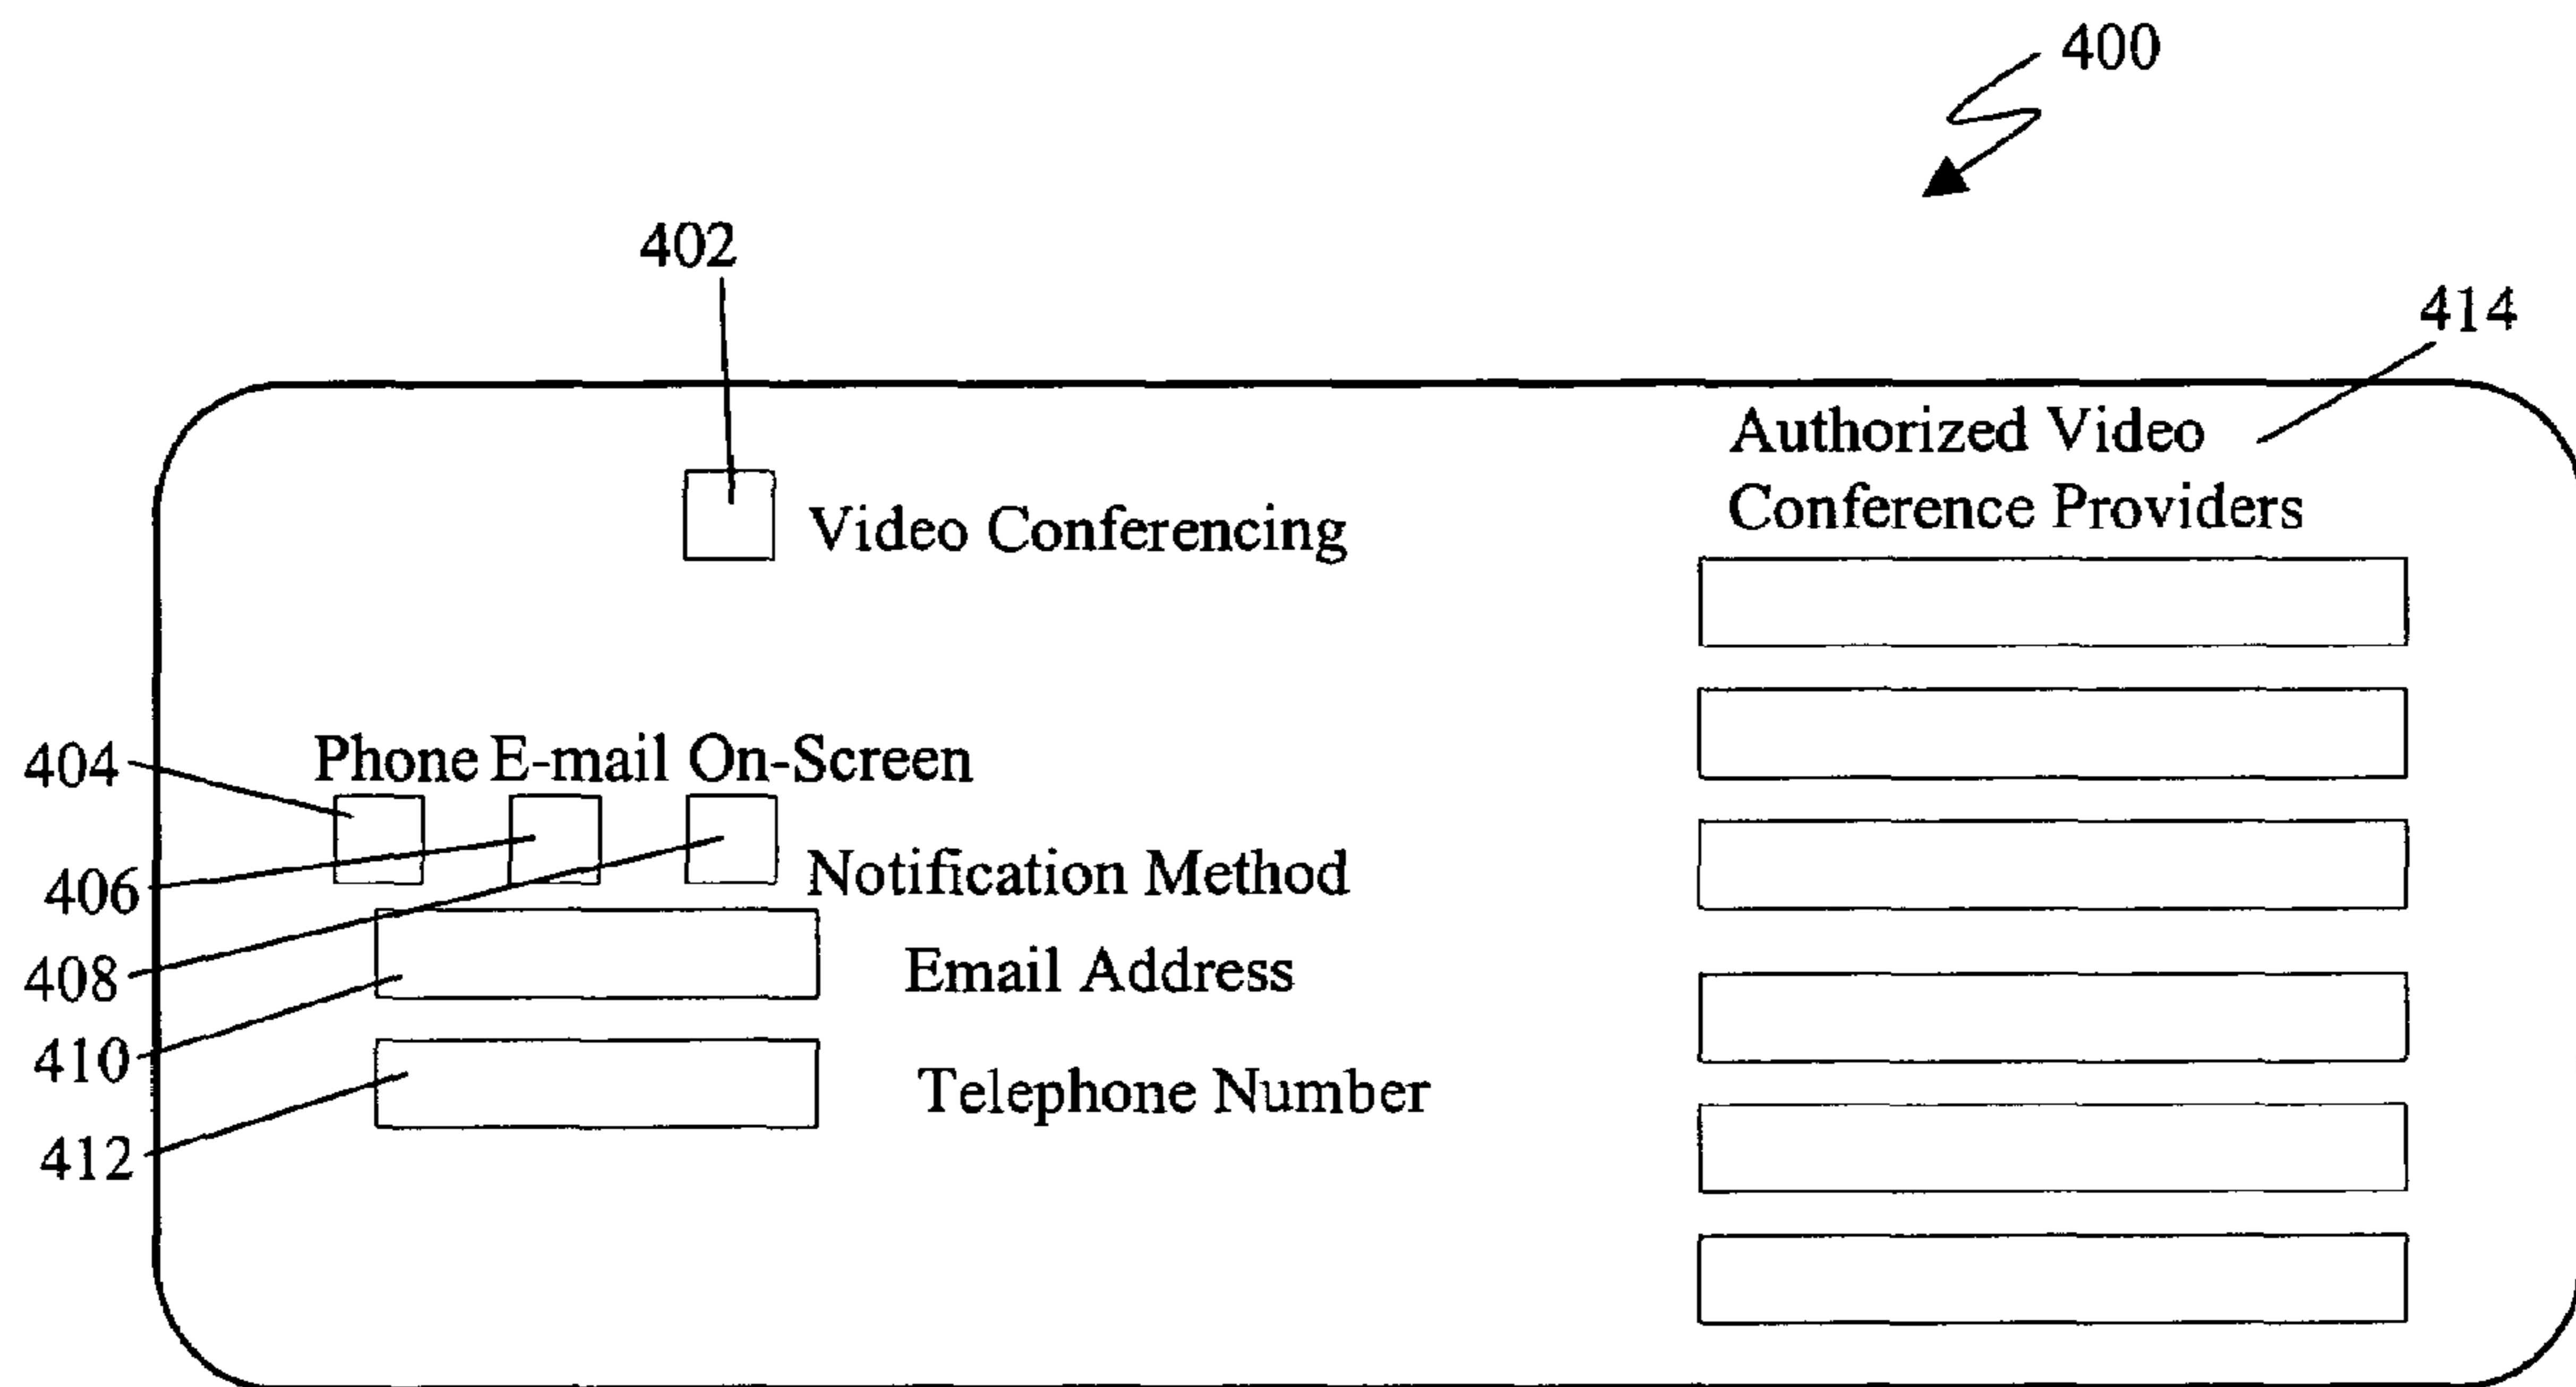 400
402
414
Authorized Video
Conference Providers
Video Conferencing
Phone E-mail On-Screen
404
406
Notification Method
408
Email Address
410
Telephone Number
412